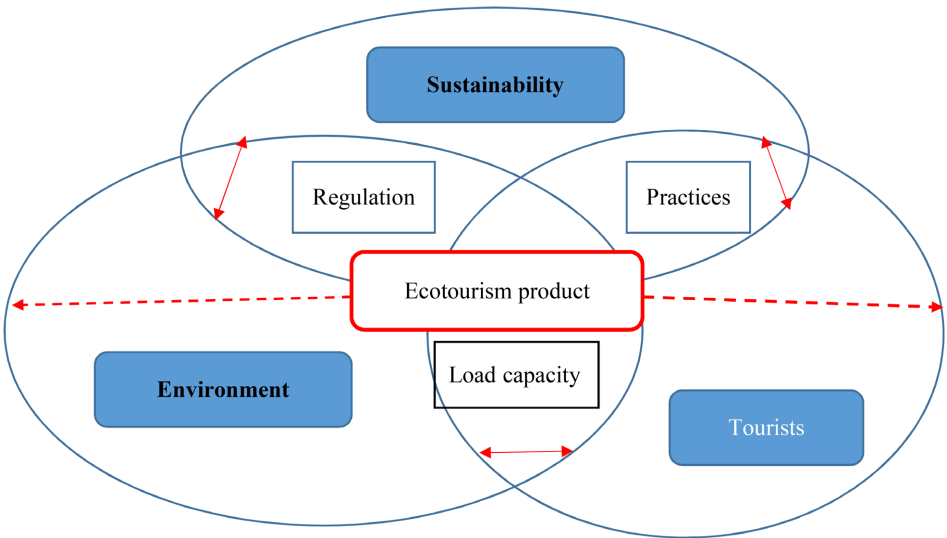 Sustainability
Regulation
Practices
Ecotourism product
Load capacity
Environment
Tourists